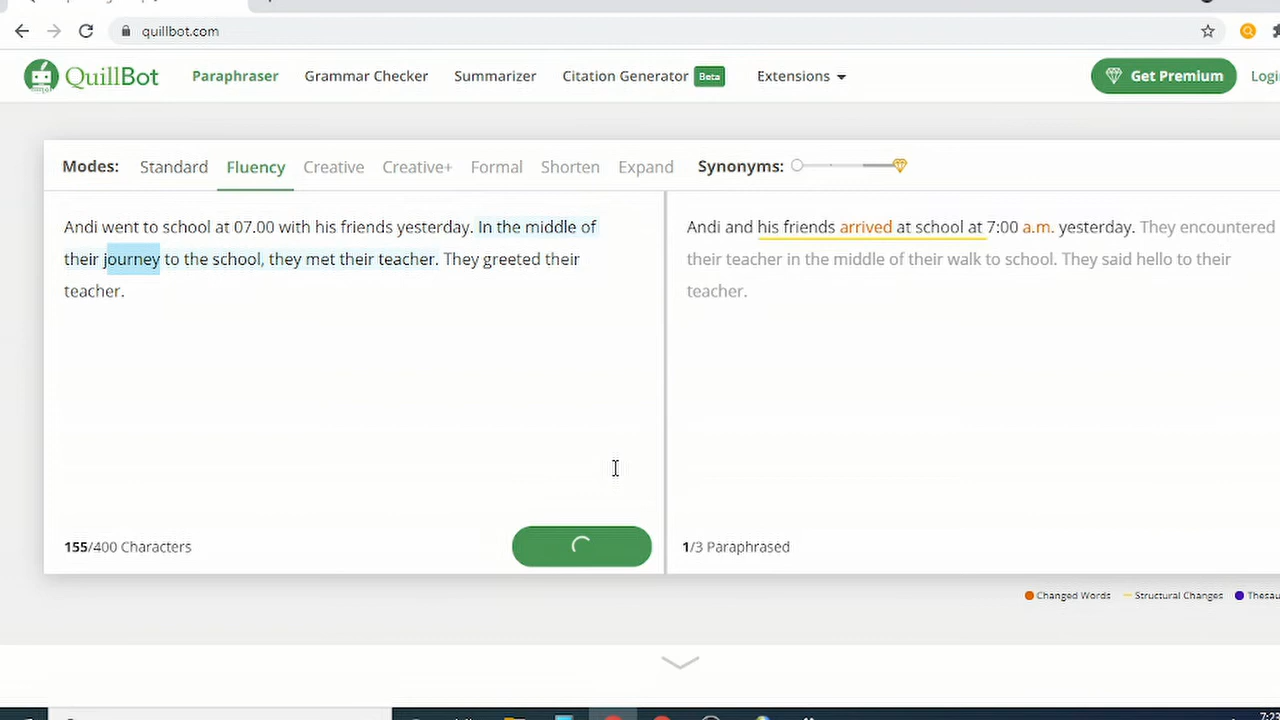 quillbot.com
QuillBot Paraphraser Grammar Checker Summarizer Citation Generator Beta Extensions Get Premium
Modes: Standard Fluency Creative Creative+ Formal Shorten Expand Synonyms:
Andi went to school at 07.00 with his friends yesterday. In the middle of
their journey to the school, they met their teacher. They greeted their
teacher.
Andi and his friends arrived at school at 7:00 a.m. yesterday. They encountered
their teacher in the middle of their walk to school. They said hello to their
teacher.
155/400 Characters
1/3 Paraphrased
Changed Words Structural Changes